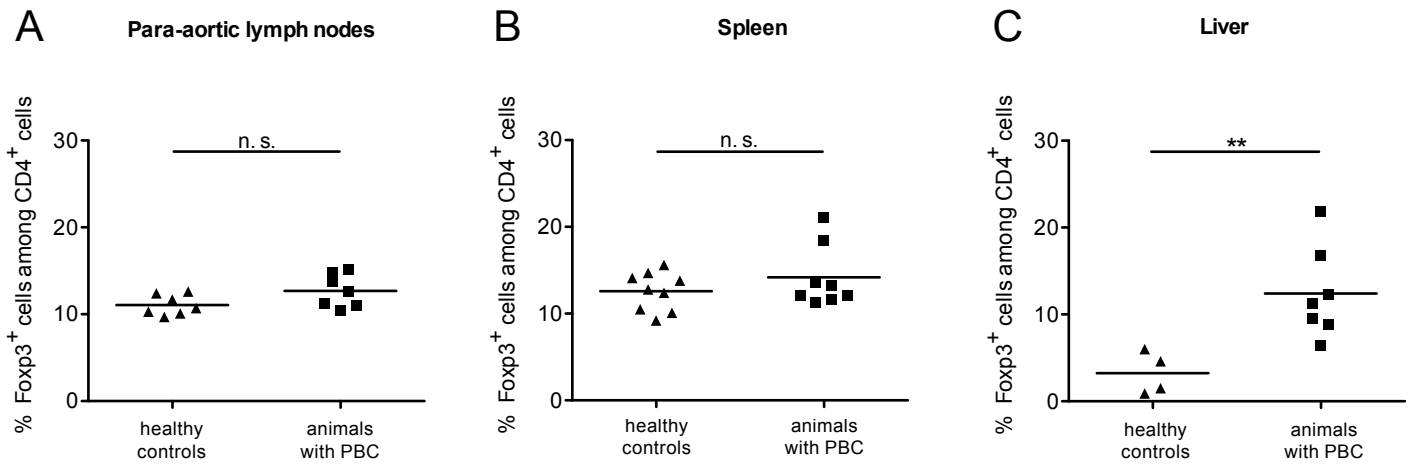 A
Para-aortic lymph nodes
% Foxp3+ cells among CD4+ cells
30
20
10
0
n. s.
healthy
controls
animals
with PBC
B
Spleen
% Foxp3+ cells among CD4+ cells
30
20
10
0
n. s.
healthy
controls
animals
with PBC
C
Liver
% Foxp3+ cells among CD4+ cells
30
20
10
0
**
healthy
controls
animals
with PBC